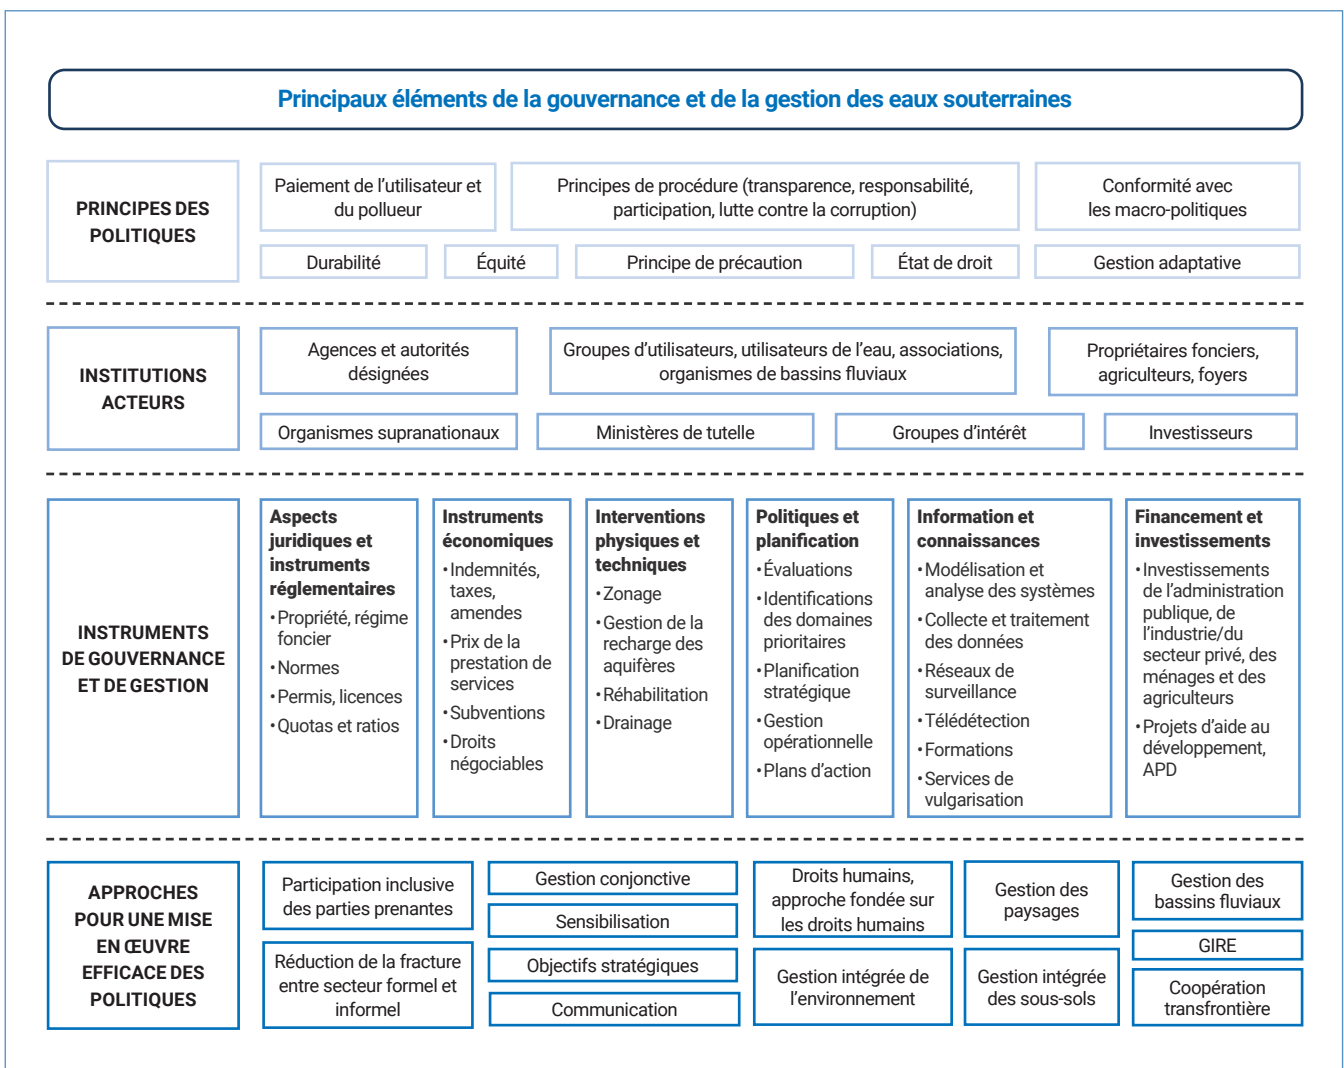 Principaux éléments de la gouvernance et de la gestion des eaux souterraines
PRINCIPES DES
POLITIQUES
Paiement de l'utilisateur et
du pollueur
Principes de procédure (transparence, responsabilité,
participation, lutte contre la corruption)
Conformité avec
les macro-politiques
Durabilité
Équité
Principe de précaution
État de droit
Gestion adaptative
INSTITUTIONS
ACTEURS
Agences et autorités
désignées
Groupes d'utilisateurs, utilisateurs de l'eau, associations,
organismes de bassins fluviaux
Propriétaires fonciers,
agriculteurs, foyers
Organismes supranationaux
Ministères de tutelle
Groupes d'intérêt
Investisseurs
INSTRUMENTS
DE GOUVERNANCE
ET DE GESTION
Aspects
juridiques et
instruments
réglementaires
• Propriété, régime
foncier
• Normes
• Permis, licences
• Quotas et ratios
Instruments
économiques
• Indemnités,
taxes,
amendes
• Prix de la
prestation de
services
• Subventions
• Droits
négociables
Interventions
physiques et
techniques
• Zonage
• Gestion de la
recharge des
aquifères
• Réhabilitation
• Drainage
Politiques et
planification
• Évaluations
• Identifications
des domaines
prioritaires
• Planification
stratégique
• Gestion
opérationnelle
• Plans d'action
Information et
connaissances
• Modélisation et
analyse des systèmes
• Collecte et traitement
des données
• Réseaux de
surveillance
• Télédétection
• Formations
• Services de
vulgarisation
Financement et
investissements
• Investissements
de l'administration
publique, de
l'industrie/du
secteur privé, des
ménages et des
agriculteurs
• Projets d'aide au
développement,
APD
APPROCHES
POUR UNE MISE
EN ŒUVRE
EFFICACE DES
POLITIQUES
Participation inclusive
des parties prenantes
Réduction de la fracture
entre secteur formel et
informel
Gestion conjonctive
Sensibilisation
Objectifs stratégiques
Communication
Droits humains,
approche fondée sur
les droits humains
Gestion intégrée de
l'environnement
Gestion des
paysages
Gestion intégrée
des sous-sols
Gestion des
bassins fluviaux
GIRE
Coopération
transfrontière